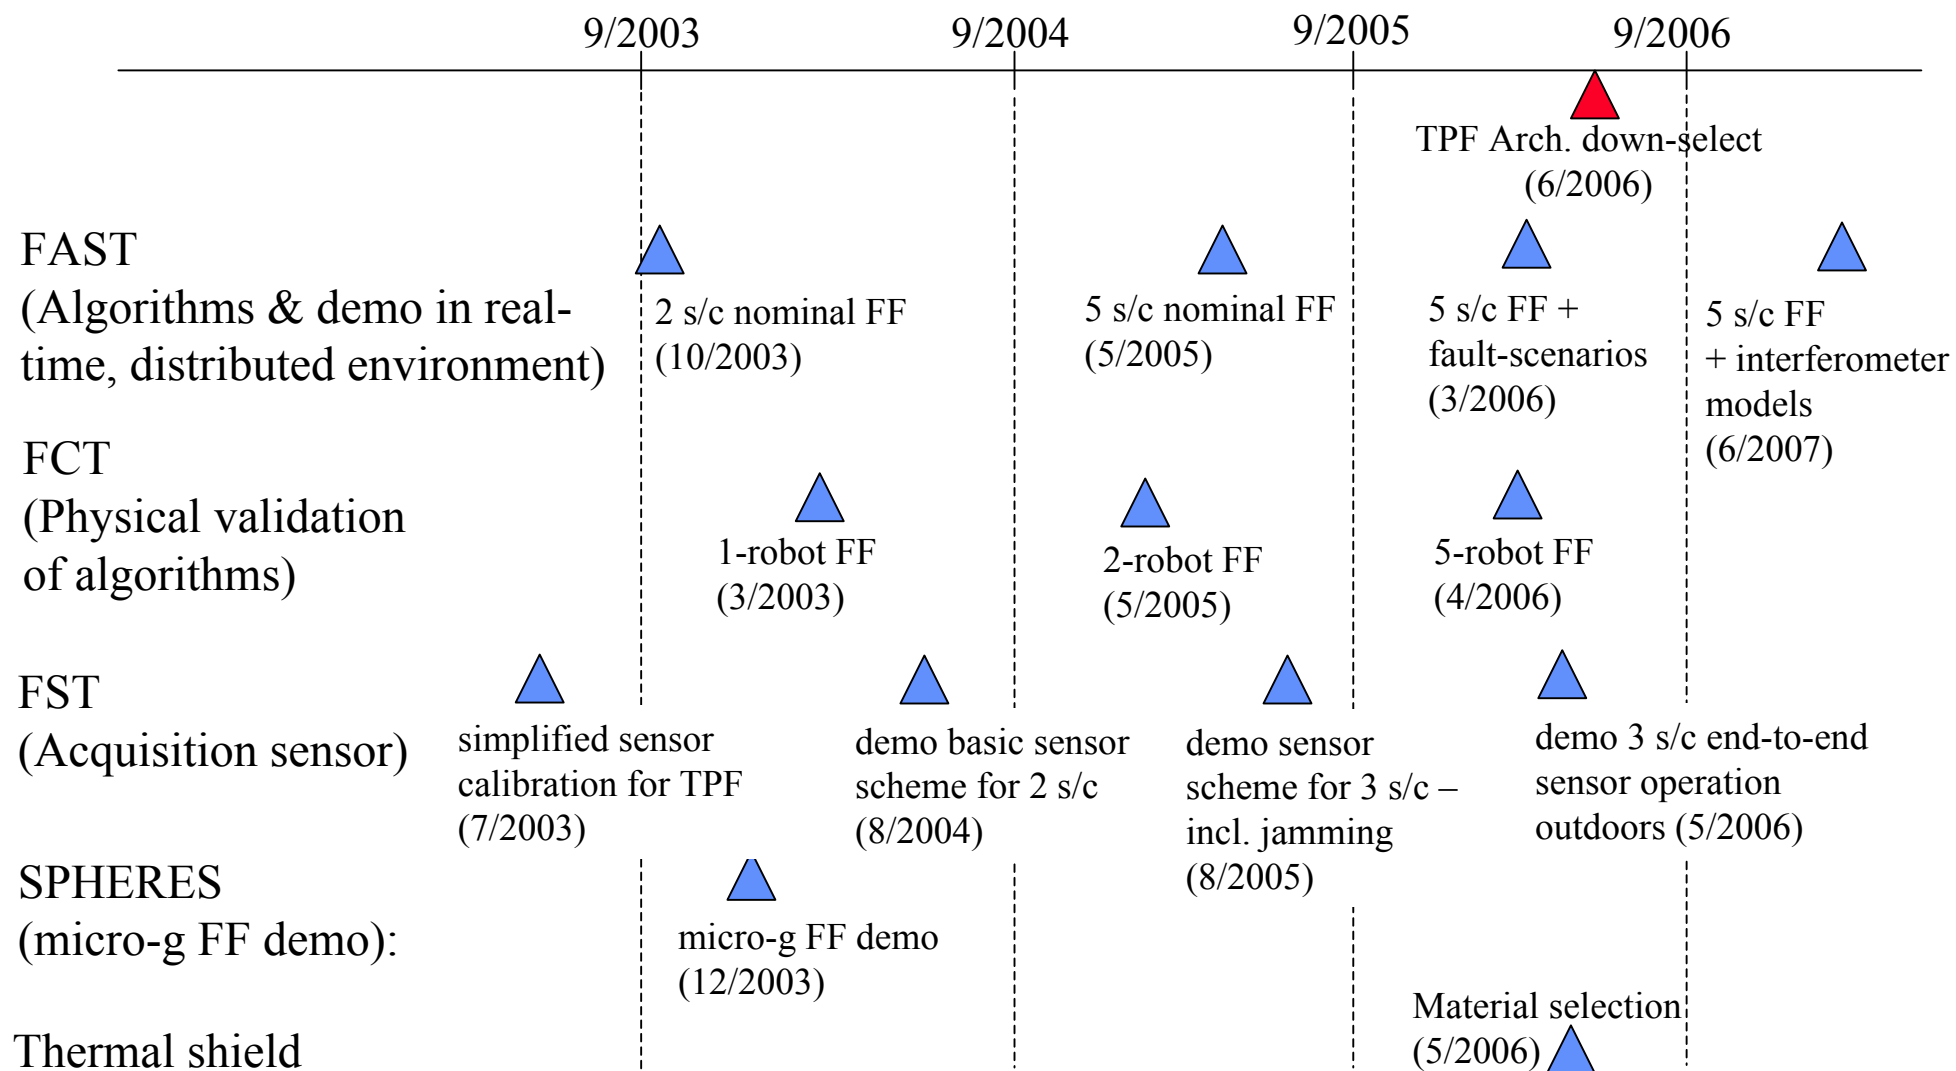 9/2003 9/2004 9/2005 9/2006
TPF Arch. down-select
(6/2006)
FAST
(Algorithms & demo in real-
time, distributed environment)
2 s/c nominal FF
(10/2003)
5 s/c nominal FF
(5/2005)
5 s/c FF +
fault-scenarios
(3/2006)
5 s/c FF
+ interferometer
models
(6/2007)
FCT
(Physical validation
of algorithms)
1-robot FF
(3/2003)
2-robot FF
(5/2005)
5-robot FF
(4/2006)
FST
(Acquisition sensor)
simplified sensor
calibration for TPF
(7/2003)
demo basic sensor
scheme for 2 s/c
(8/2004)
demo sensor
scheme for 3 s/c –
incl. jamming
(8/2005)
demo 3 s/c end-to-end
sensor operation
outdoors (5/2006)
SPHERES
(micro-g FF demo):
micro-g FF demo
(12/2003)
Thermal shield
Material selection
(5/2006)